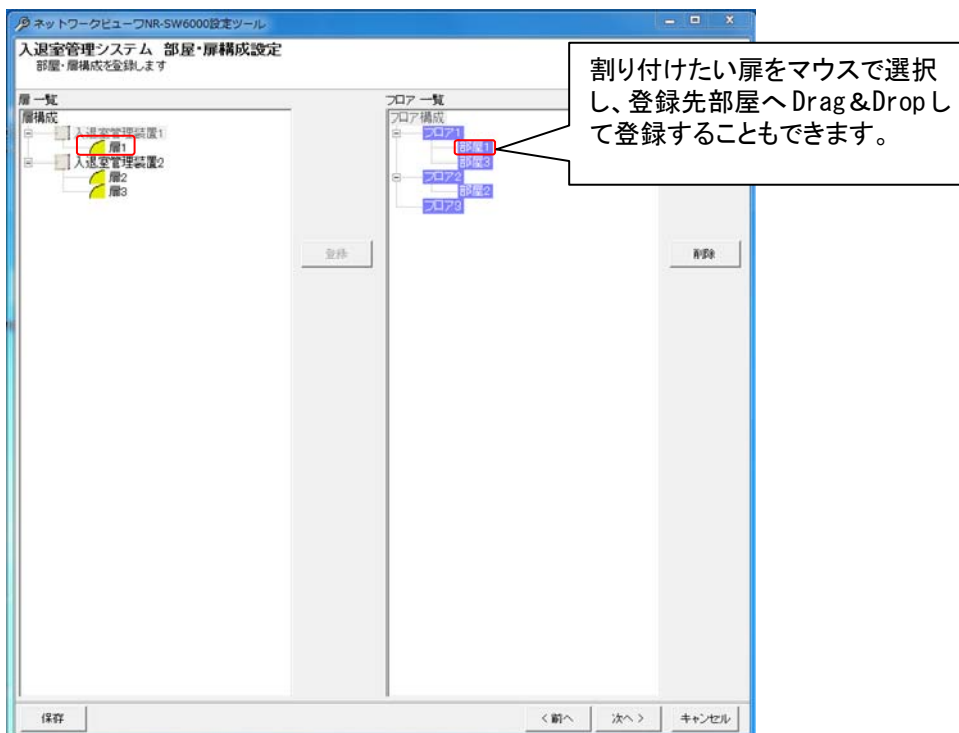 ネットワークビューワNR-SW6000設定ツール
入退室管理システム 部屋・扉構成設定
部屋・扉構成を登録します
割り付けたい扉をマウスで選択
し、登録先部屋へDrag&Dropし
て登録することもできます。
扉 一覧
扉構成
入退室管理装置1
扉1
入退室管理装置2
扉2
扉3
登録
フロア 一覧
フロア構成
フロア1
部屋1
部屋3
フロア2
部屋2
フロア3
削除
保存
< 前へ
次へ >
キャンセル